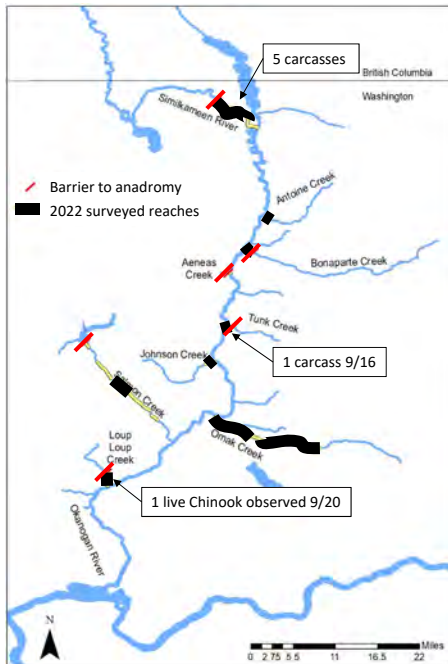 5 carcasses
British Columbia
Washington
Similkameen River
Barrier to anadromy
2022 surveyed reaches
Antoine Creek
Bonaparte Creek
Aeneas
Creek
Tunk Creek
1 carcass 9/16
Johnson Creek
Salmon Creek
Omak Creek
Loup
Loup
Creek
1 live Chinook observed 9/20
Okanogan River
N
Miles
0 2.75 5.5 11 16.5 22